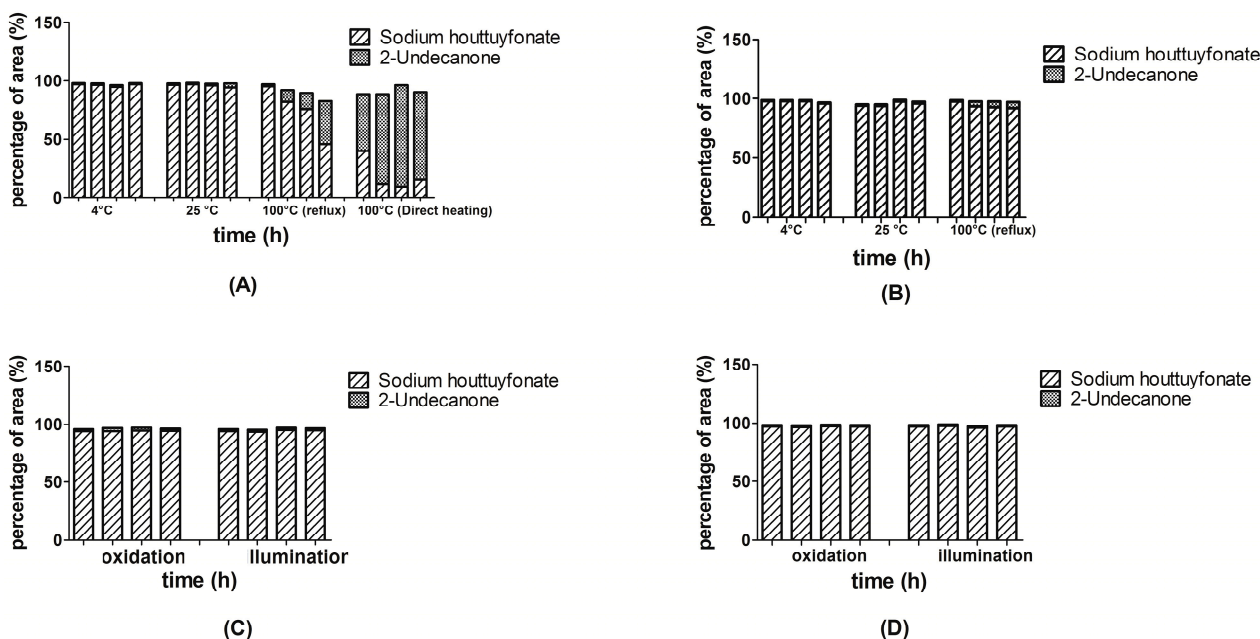 percentage of area (%)
150
100
50
0
Sodium houttuyfonate
2-Undecanone
4°C
25 °C
100°C (reflux)
100°C (Direct heating)
time (h)
(A)
percentage of area (%)
150
100
50
0
Sodium houttuyfonate
2-Undecanone
4°C
25 °C
100°C (reflux)
time (h)
(B)
percentage of area (%)
150
100
50
0
Sodium houttuyfonate
2-Undecanone
oxidation
illumination
time (h)
(C)
percentage of area (%)
150
100
50
0
Sodium houttuyfonate
2-Undecanone
oxidation
illumination
time (h)
(D)